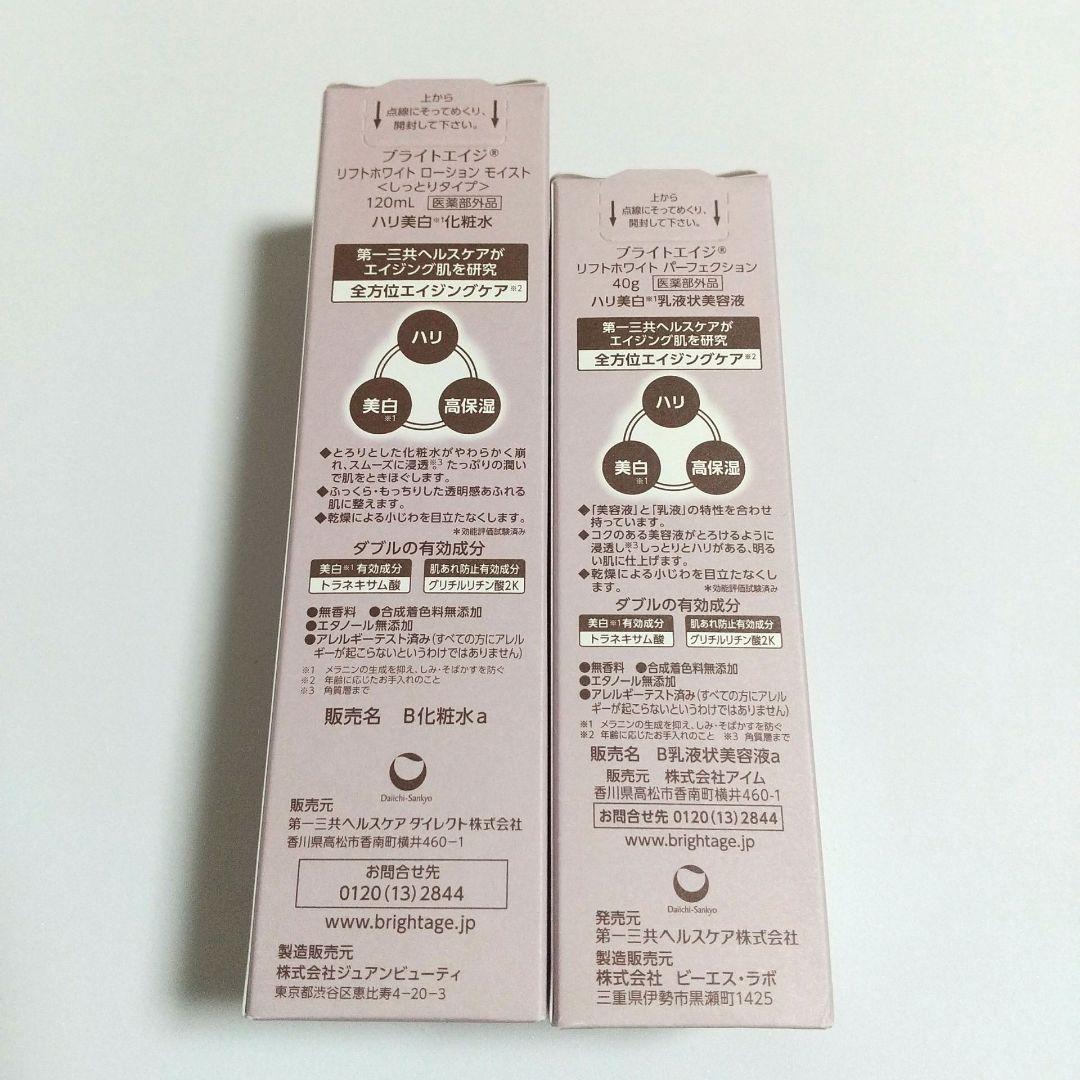 上から
点線にそってめくり、
開封して下さい。
ブライトエイジ®
リフトホワイト ローション モイスト
＜しっとりタイプ＞
120mL 医薬部外品
ハリ美白※1化粧水
第一三共ヘルスケアが
エイジング肌を研究
全方位エイジングケア※2
ハリ
美白
※1
高保湿
◆とろりとした化粧水がやわらかく崩
れ、スムーズに浸透※3。たっぷりの潤い
で肌をときほぐします。
◆ふっくら・もっちりした透明感あふれる
肌に整えます。
◆乾燥による小じわを目立たなくします。
＊効能評価試験済み
ダブルの有効成分
美白※1有効成分
トラネキサム酸
肌あれ防止有効成分
グリチルリチン酸2K
●無香料 ●合成着色料無添加
●エタノール無添加
●アレルギーテスト済み(すべての方にアレル
ギーが起こらないというわけではありません)
※1 メラニンの生成を抑え、しみ・そばかすを防ぐ
※2 年齢に応じたお手入れのこと
※3 角質層まで
販売名 B化粧水a
Daiichi-Sankyo
販売元
第一三共ヘルスケア ダイレクト株式会社
香川県高松市香南町横井460-1
お問合せ先
0120(13)2844
www.brightage.jp
製造販売元
株式会社ジュアンビューティ
東京都渋谷区恵比寿4-20-3
上から
点線にそってめくり、
開封して下さい。
ブライトエイジ®
リフトホワイト パーフェクション
40g 医薬部外品
ハリ美白※1乳液状美容液
第一三共ヘルスケアが
エイジング肌を研究
全方位エイジングケア※2
ハリ
美白
※1
高保湿
◆「美容液」と「乳液」の特性を合わせ
持っています。
◆コクのある美容液がとろけるように
浸透し※3しっとりとハリがある、明る
い肌に仕上げます。
◆乾燥による小じわを目立たなくし
ます。 ＊効能評価試験済み
ダブルの有効成分
美白※1有効成分
トラネキサム酸
肌あれ防止有効成分
グリチルリチン酸2K
●無香料 ●合成着色料無添加
●エタノール無添加
●アレルギーテスト済み(すべての方にアレル
ギーが起こらないというわけではありません)
※1 メラニンの生成を抑え、しみ・そばかすを防ぐ
※2 年齢に応じたお手入れのこと ※3 角質層まで
販売名 B乳液状美容液a
販売元 株式会社アイム
香川県高松市香南町横井460-1
お問合せ先 0120(13)2844
www.brightage.jp
Daiichi-Sankyo
発売元
第一三共ヘルスケア株式会社
製造販売元
株式会社 ビーエス・ラボ
三重県伊勢市黒瀬町1425